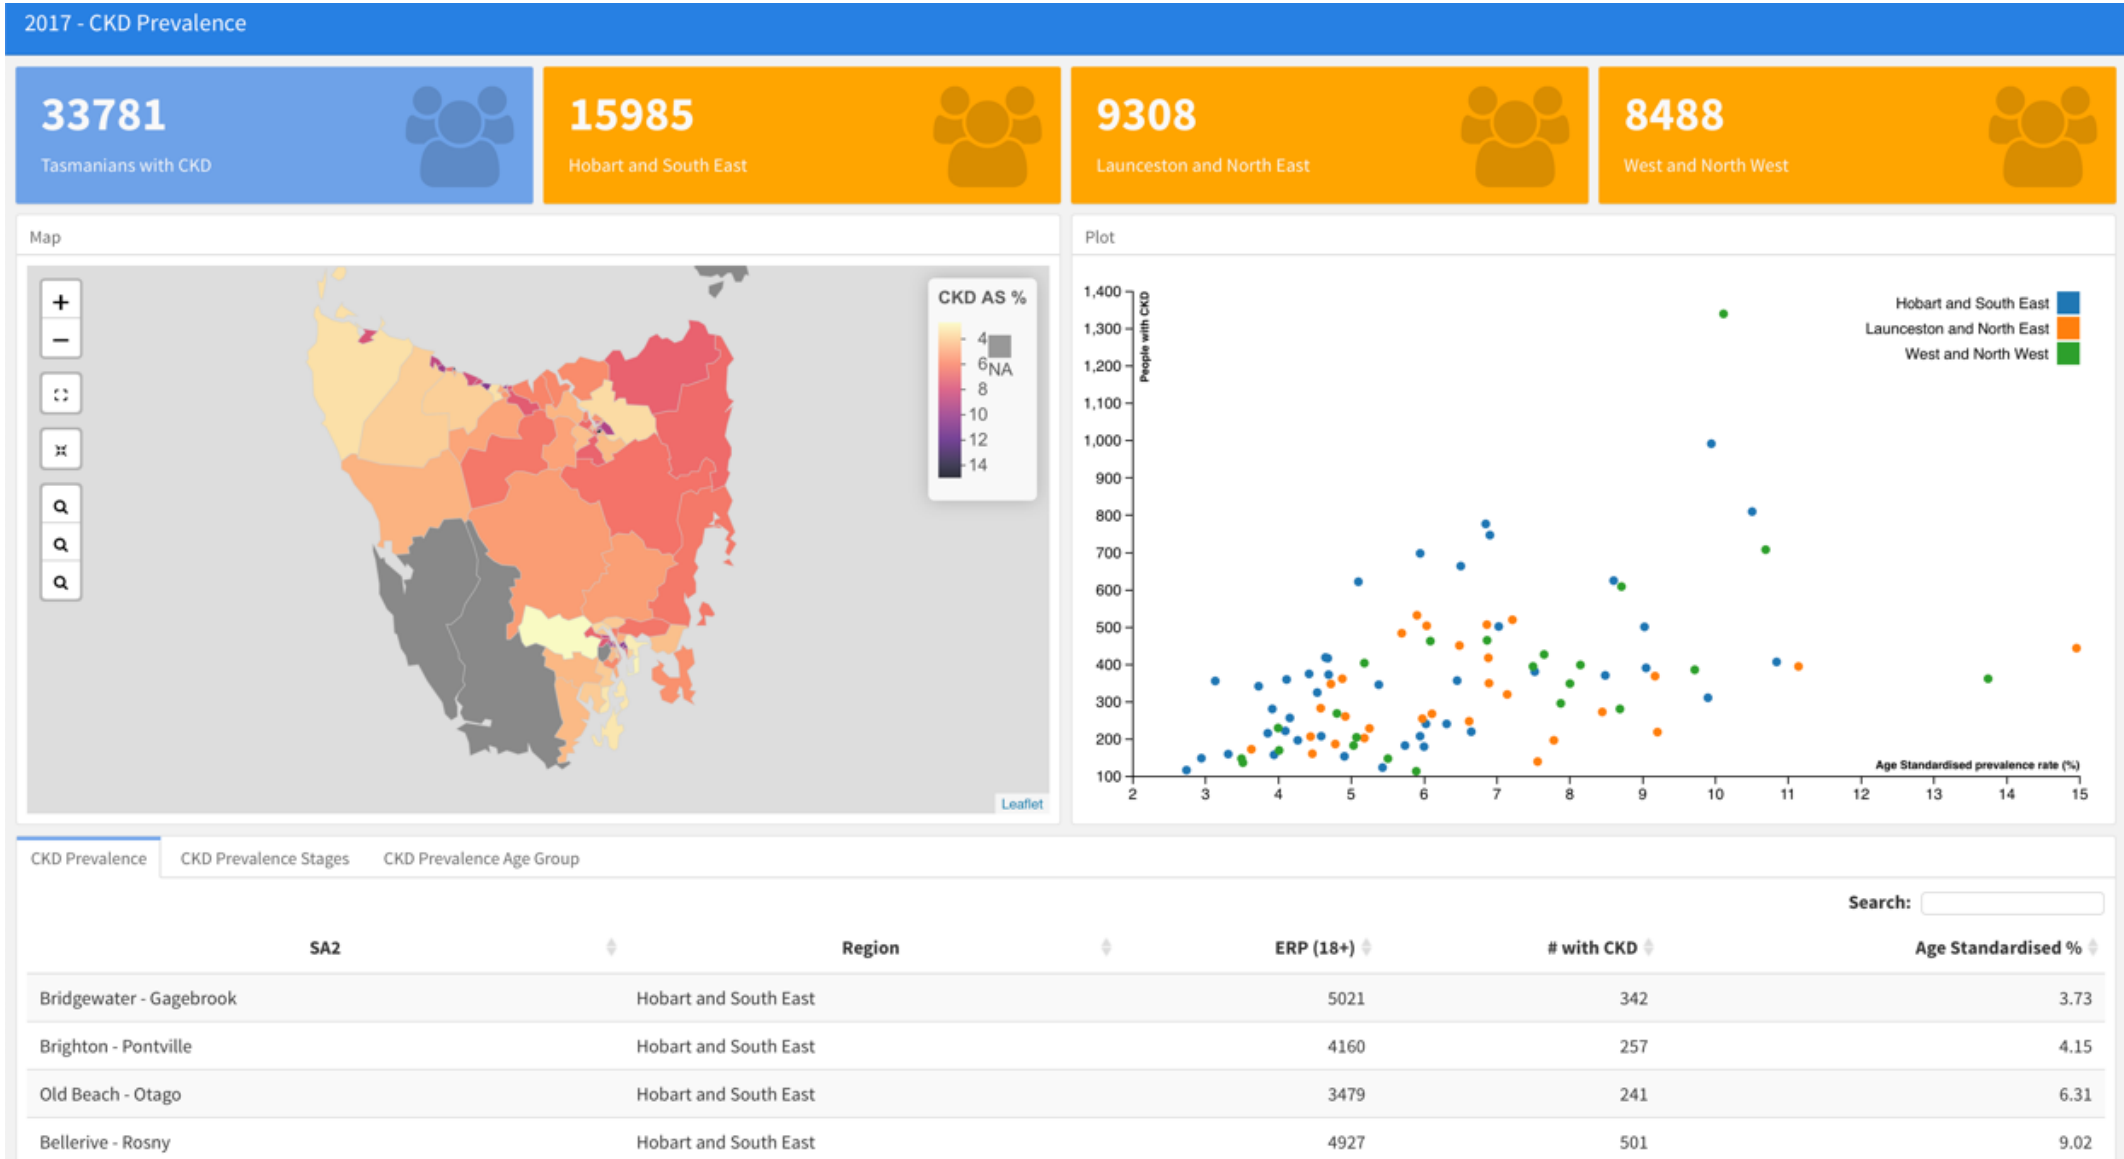 2017 - CKD Prevalence
33781
Tasmanians with CKD
15985
Hobart and South East
9308
Launceston and North East
8488
West and North West
Map
+
−
CKD AS %
4
6
8
10
12
14
NA
Leaflet
Plot
People with CKD
1,400
1,300
1,200
1,100
1,000
900
800
700
600
500
400
300
200
100
Hobart and South East
Launceston and North East
West and North West
Age Standardised prevalence rate (%)
2 3 4 5 6 7 8 9 10 11 12 13 14 15
CKD Prevalence CKD Prevalence Stages CKD Prevalence Age Group
Search:
SA2 Region ERP (18+) # with CKD Age Standardised %
Bridgewater - Gagebrook Hobart and South East 5021 342 3.73
Brighton - Pontville Hobart and South East 4160 257 4.15
Old Beach - Otago Hobart and South East 3479 241 6.31
Bellerive - Rosny Hobart and South East 4927 501 9.02